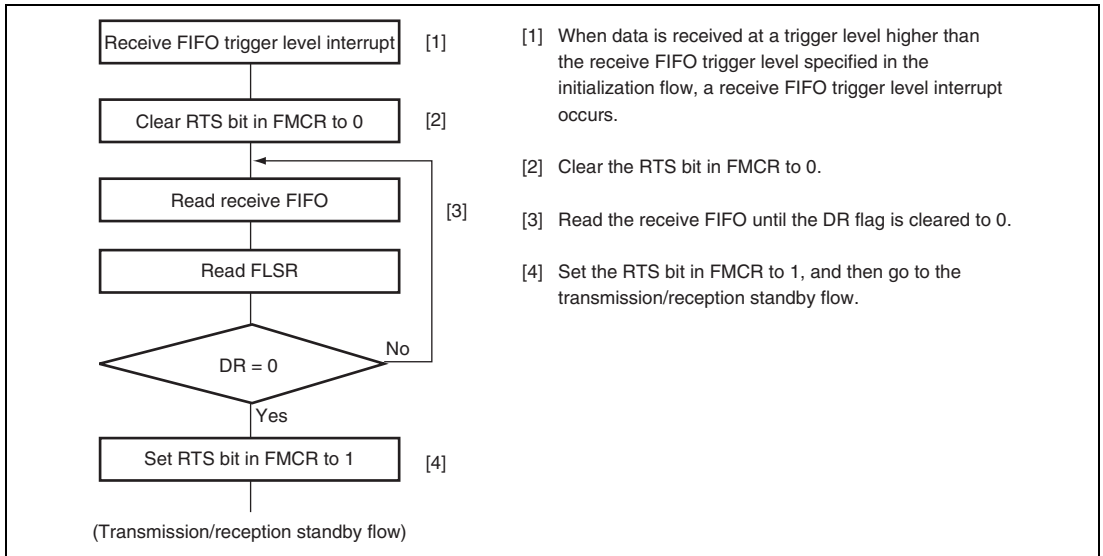 Receive FIFO trigger level interrupt [1]
Clear RTS bit in FMCR to 0 [2]
Read receive FIFO
[3]
Read FLSR
No
DR = 0
Yes
Set RTS bit in FMCR to 1 [4]
(Transmission/reception standby flow)
[1] When data is received at a trigger level higher than
the receive FIFO trigger level specified in the
initialization flow, a receive FIFO trigger level interrupt
occurs.
[2] Clear the RTS bit in FMCR to 0.
[3] Read the receive FIFO until the DR flag is cleared to 0.
[4] Set the RTS bit in FMCR to 1, and then go to the
transmission/reception standby flow.